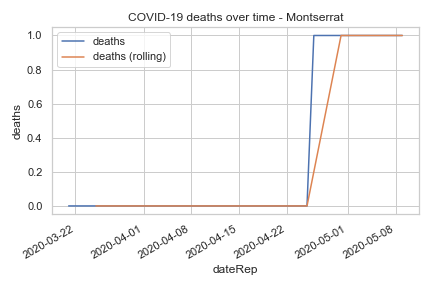 COVID-19 deaths over time - Montserrat
deaths
deaths (rolling)
1.0
0.8
0.6
0.4
0.2
0.0
deaths
2020-03-22
2020-04-01
2020-04-08
2020-04-15
2020-04-22
2020-05-01
2020-05-08
dateRep